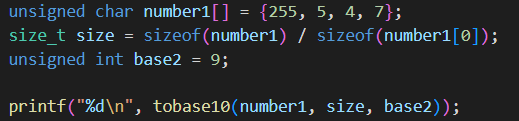 unsigned char number1[] = {255, 5, 4, 7};
size_t size = sizeof(number1) / sizeof(number1[0]);
unsigned int base2 = 9;
printf("%d\n", tobase10(number1, size, base2));